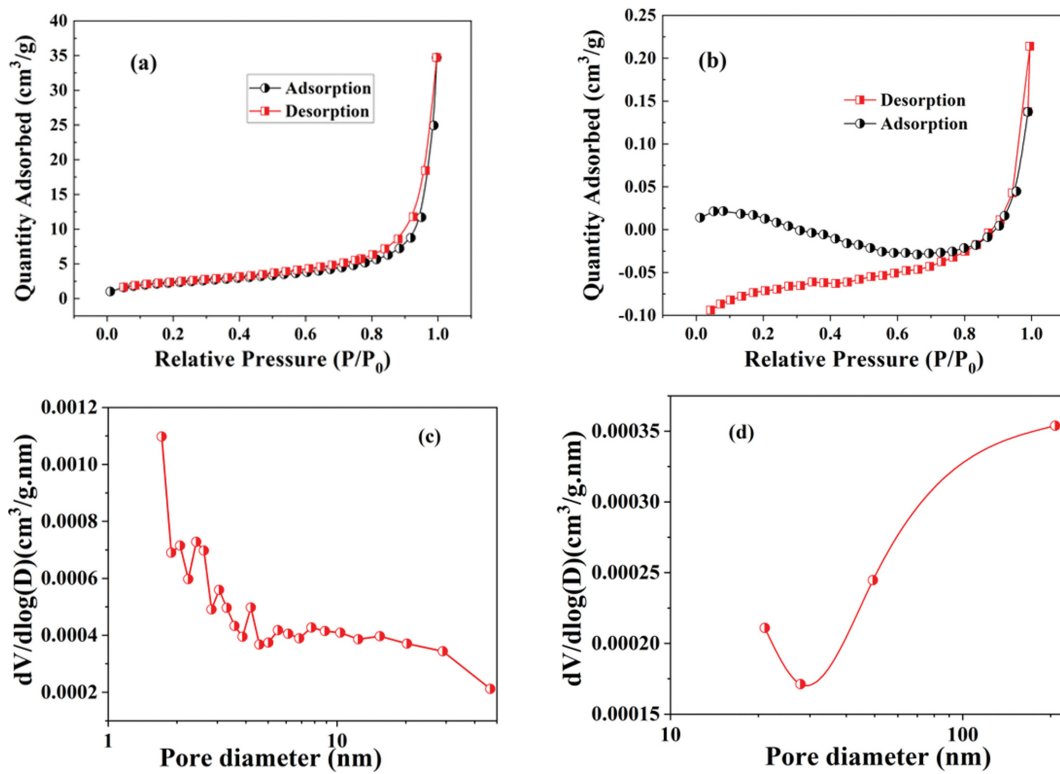 (a)
Adsorption
Desorption
40
35
30
25
20
15
10
5
0
0.0 0.2 0.4 0.6 0.8 1.0
Quantity Adsorbed (cm³/g)
Relative Pressure (P/P₀)
(b)
Desorption
Adsorption
0.25
0.20
0.15
0.10
0.05
0.00
-0.05
-0.10
0.0 0.2 0.4 0.6 0.8 1.0
Quantity Adsorbed (cm³/g)
Relative Pressure (P/P₀)
(c)
0.0012
0.0010
0.0008
0.0006
0.0004
0.0002
1 10
dV/dlog(D)(cm³/g.nm)
Pore diameter (nm)
(d)
0.00035
0.00030
0.00025
0.00020
0.00015
10 100
dV/dlog(D)(cm³/g.nm)
Pore diameter (nm)